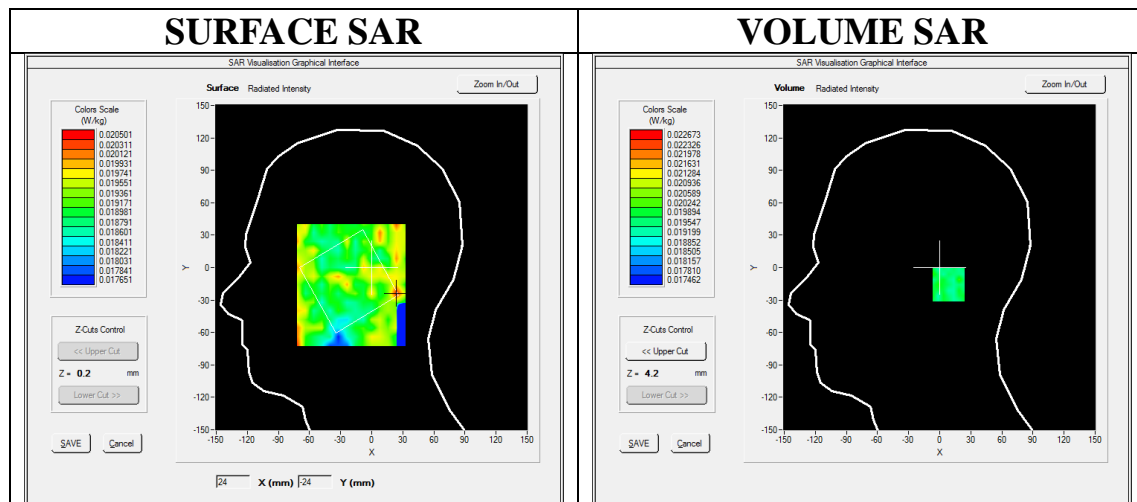 SURFACE SAR
SAR Visualisation Graphical Interface
Surface Radiated Intensity
Zoom In/Out
Colors Scale
(W/kg)
0.020501
0.020311
0.020121
0.019931
0.019741
0.019551
0.019361
0.019171
0.018981
0.018791
0.018601
0.018411
0.018221
0.018031
0.017841
0.017651
150
120
90
60
30
0
-30
-60
-90
-120
-150
Y
-150 -120 -90 -60 -30 0 30 60 90 120 150
X
Z-Cuts Control
<< Upper Cut
Z = 0.2 mm
Lower Cut >>
SAVE Cancel
24 X (mm) -24 Y (mm)
VOLUME SAR
SAR Visualisation Graphical Interface
Volume Radiated Intensity
Zoom In/Out
Colors Scale
(W/kg)
0.022673
0.022326
0.021978
0.021631
0.021284
0.020936
0.020589
0.020242
0.019894
0.019547
0.019199
0.018852
0.018505
0.018157
0.017810
0.017462
150
120
90
60
30
0
-30
-60
-90
-120
-150
Y
-150 -120 -90 -60 -30 0 30 60 90 120 150
X
Z-Cuts Control
<< Upper Cut
Z = 4.2 mm
Lower Cut >>
SAVE Cancel